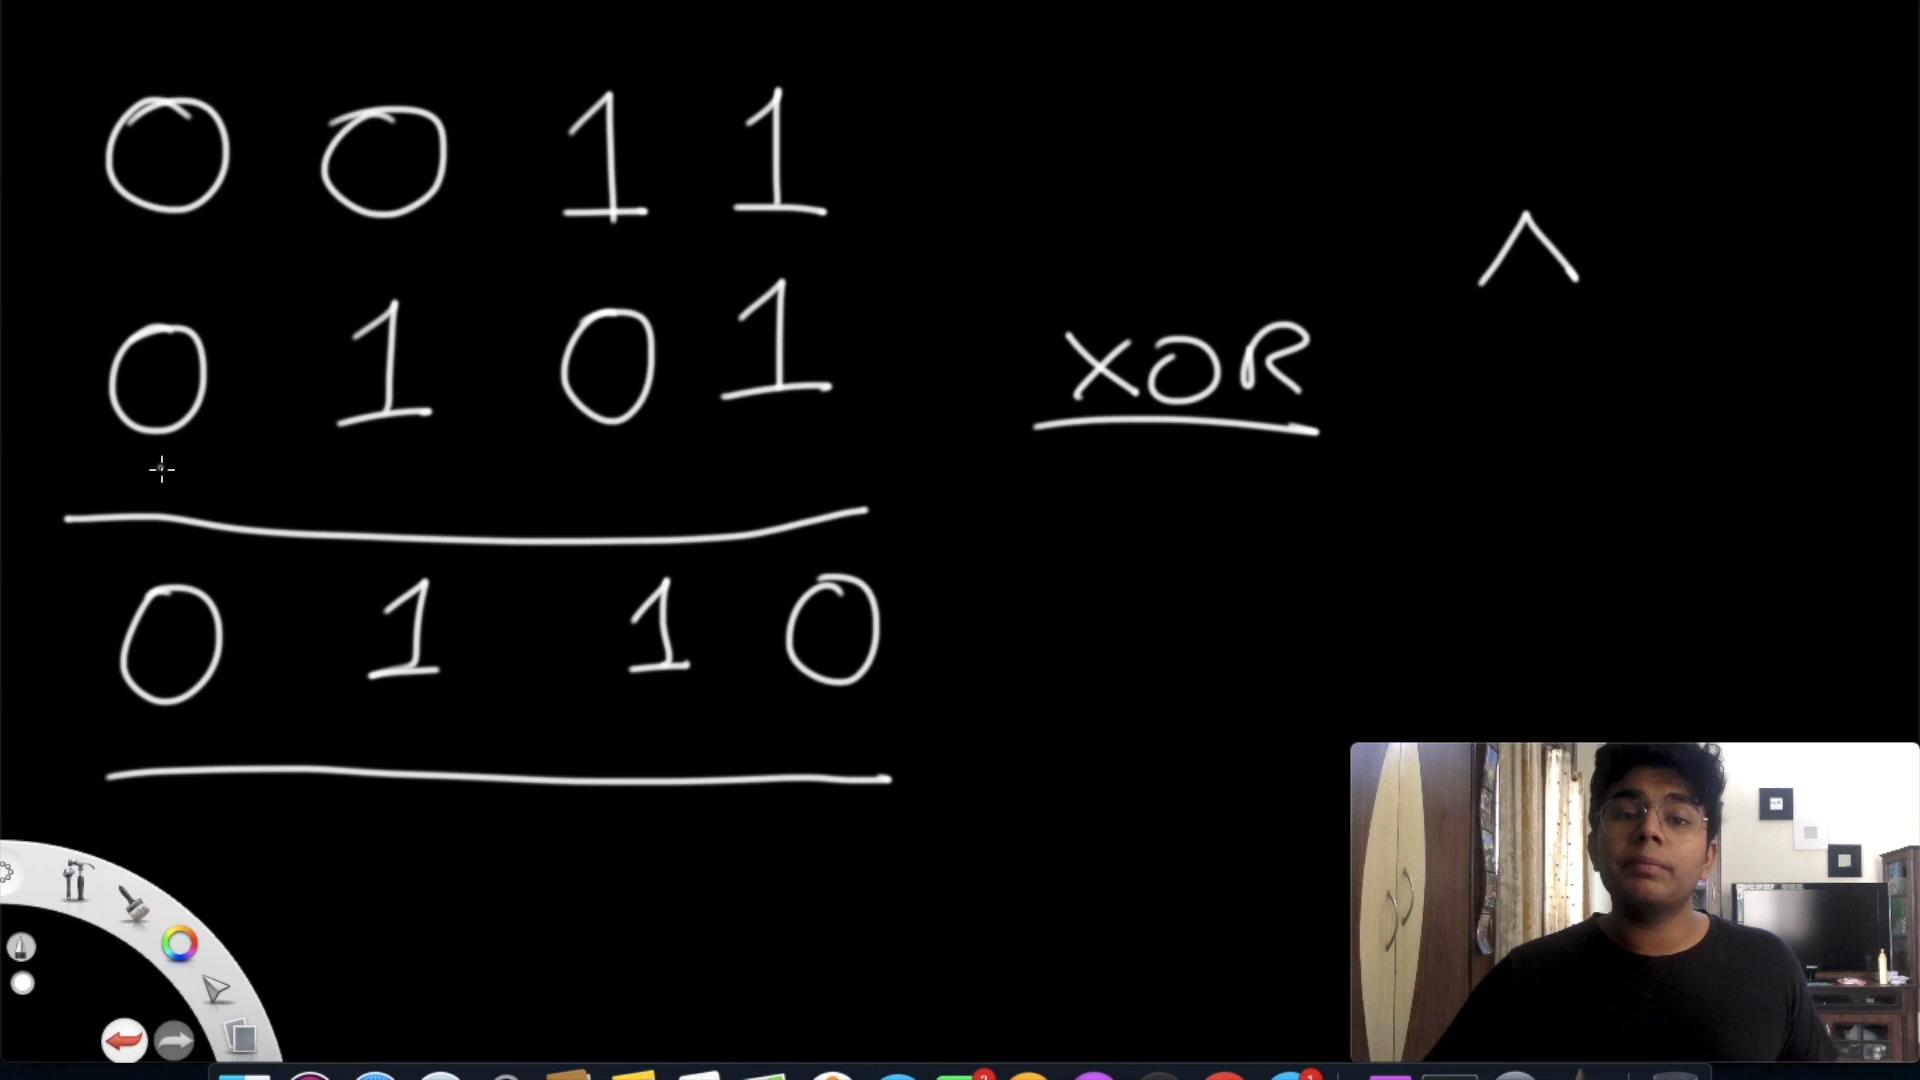 0 0 1 1
^
0 1 0 1
XOR
0 1 1 0